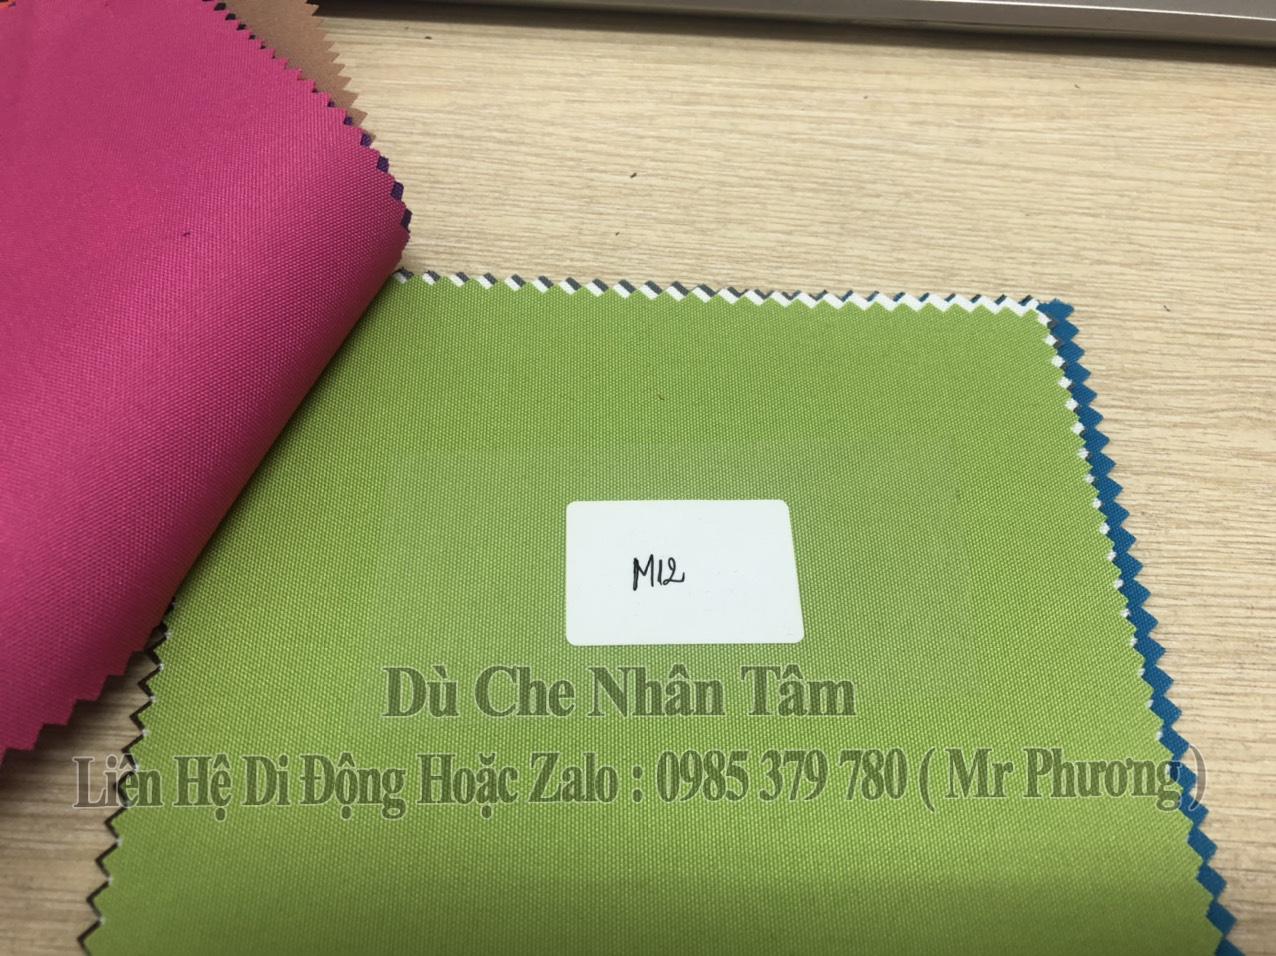 M12
Dù Che Nhân Tâm
Liên Hệ Di Động Hoặc Zalo : 0985 379 780 ( Mr Phương )